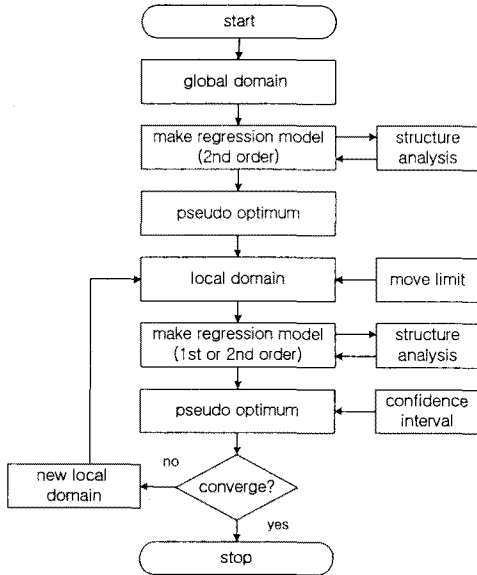 start
global domain
make regression model
(2nd order)
structure
analysis
pseudo optimum
local domain
move limit
make regression model
(1st or 2nd order)
structure
analysis
pseudo optimum
confidence
interval
no
new local
domain
converge?
yes
stop